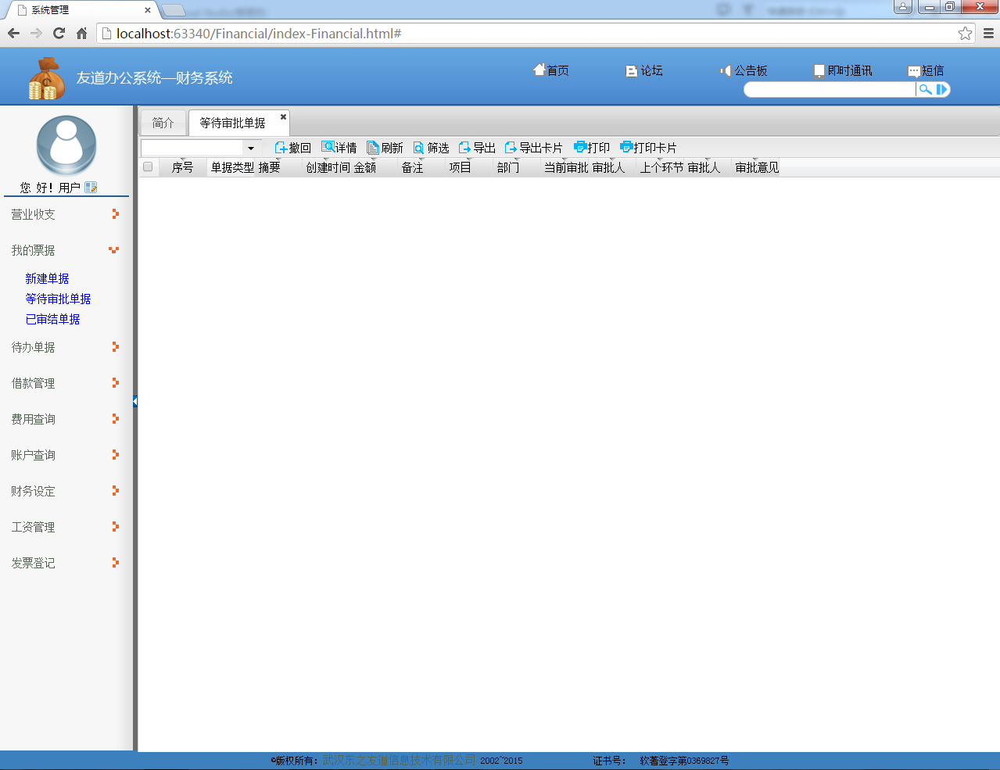 系统管理
localhost:63340/Financial/index-Financial.html#
友道办公系统—财务系统
首页 论坛 公告板 即时通讯 短信
您 好！用户
营业收支
我的票据
新建单据
等待审批单据
已审结单据
待办单据
借款管理
费用查询
账户查询
财务设定
工资管理
发票登记
简介 等待审批单据
撤回 详情 刷新 筛选 导出 导出卡片 打印 打印卡片
序号 单据类型 摘要 创建时间 金额 备注 项目 部门 当前审批 审批人 上个环节 审批人 审批意见
©版权所有：武汉东之友道信息技术有限公司 2002~2015 证书号： 软著登字第0369827号